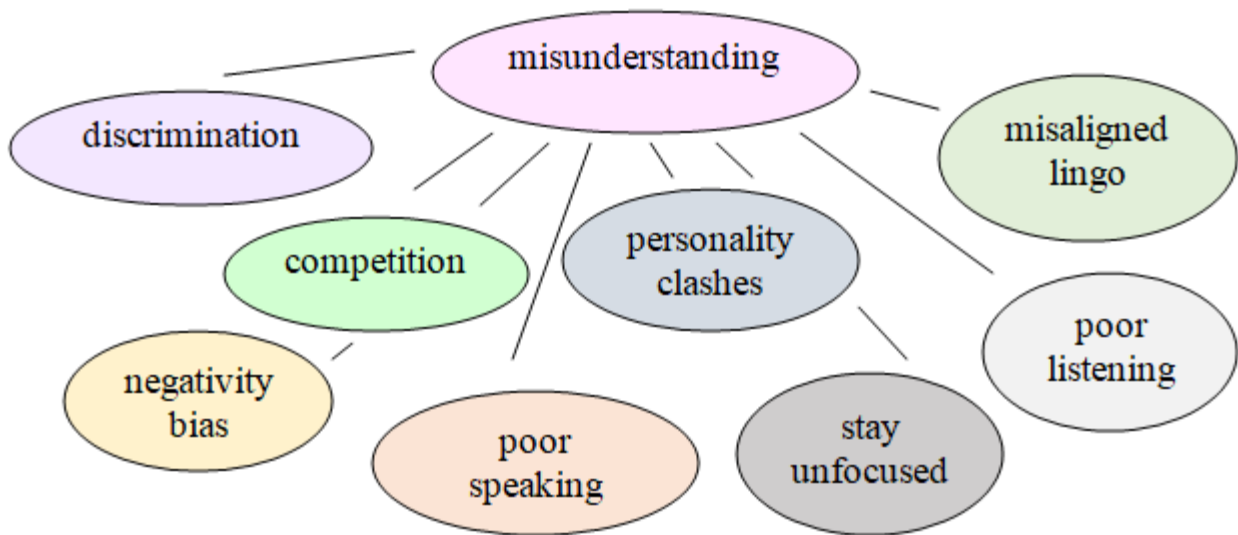 misunderstanding
discrimination
misaligned
lingo
competition
personality
clashes
poor
listening
negativity
bias
poor
speaking
stay
unfocused